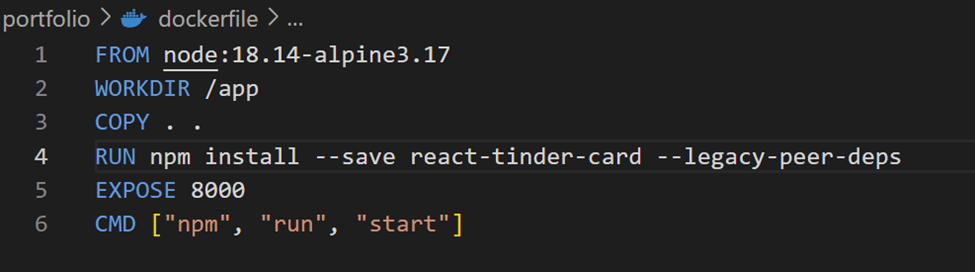 portfolio > dockerfile > ...
1 FROM node:18.14-alpine3.17
2 WORKDIR /app
3 COPY . .
4 RUN npm install --save react-tinder-card --legacy-peer-deps
5 EXPOSE 8000
6 CMD ["npm", "run", "start"]